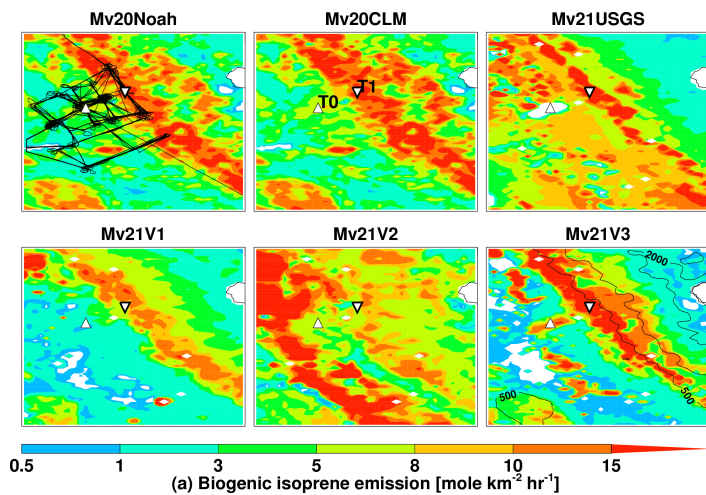 Mv20Noah Mv20CLM Mv21USGS
T1
T0
Mv21V1 Mv21V2 Mv21V3
2000
500
500
0.5 1 3 5 8 10 15
(a) Biogenic isoprene emission [mole km⁻² hr⁻¹]